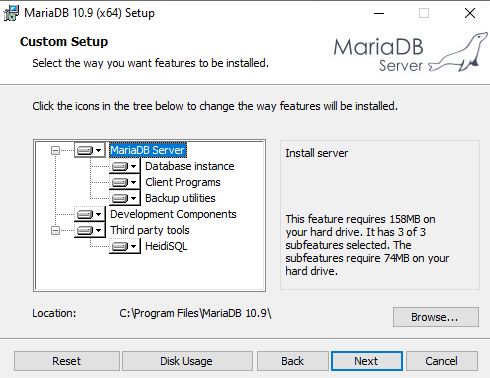 MariaDB 10.9 (x64) Setup
Custom Setup
Select the way you want features to be installed.
MariaDB
Server
Click the icons in the tree below to change the way features will be installed.
MariaDB Server
Database instance
Client Programs
Backup utilities
Development Components
Third party tools
HeidiSQL
Install server
This feature requires 158MB on
your hard drive. It has 3 of 3
subfeatures selected. The
subfeatures require 74MB on your
hard drive.
Location: C:\Program Files\MariaDB 10.9\
Browse...
Reset Disk Usage Back Next Cancel